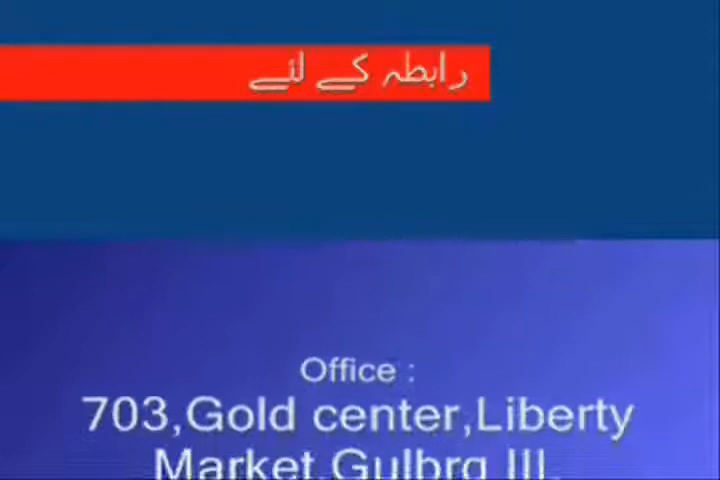 رابطہ کے لئے
Office :
703,Gold center,Liberty
Market,Gulbrg III,